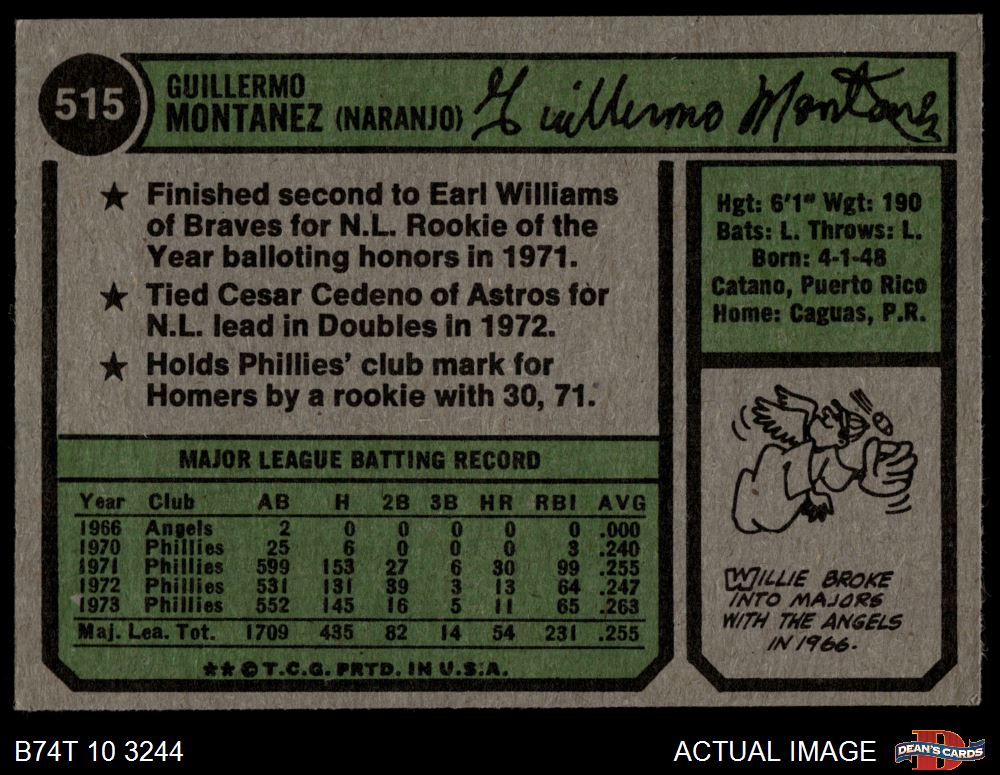 515
GUILLERMO
MONTANEZ (NARANJO)
Guillermo Montanez
★ Finished second to Earl Williams
of Braves for N.L. Rookie of the
Year balloting honors in 1971.
★ Tied Cesar Cedeno of Astros for
N.L. lead in Doubles in 1972.
★ Holds Phillies' club mark for
Homers by a rookie with 30, 71.
Hgt: 6'1" Wgt: 190
Bats: L. Throws: L.
Born: 4-1-48
Catano, Puerto Rico
Home: Caguas, P.R.
MAJOR LEAGUE BATTING RECORD
Year Club AB H 2B 3B HR RBI AVG
1966 Angels 2 0 0 0 0 0 .000
1970 Phillies 25 6 0 0 0 3 .240
1971 Phillies 599 153 27 6 30 99 .255
1972 Phillies 531 131 39 3 13 64 .247
1973 Phillies 552 145 16 5 11 65 .263
Maj. Lea. Tot. 1709 435 82 14 54 231 .255
★★ © T.C.G. PRTD. IN U.S.A.
WILLIE BROKE
INTO MAJORS
WITH THE ANGELS
IN 1966.
B74T 10 3244
ACTUAL IMAGE
DEAN'S CARDS